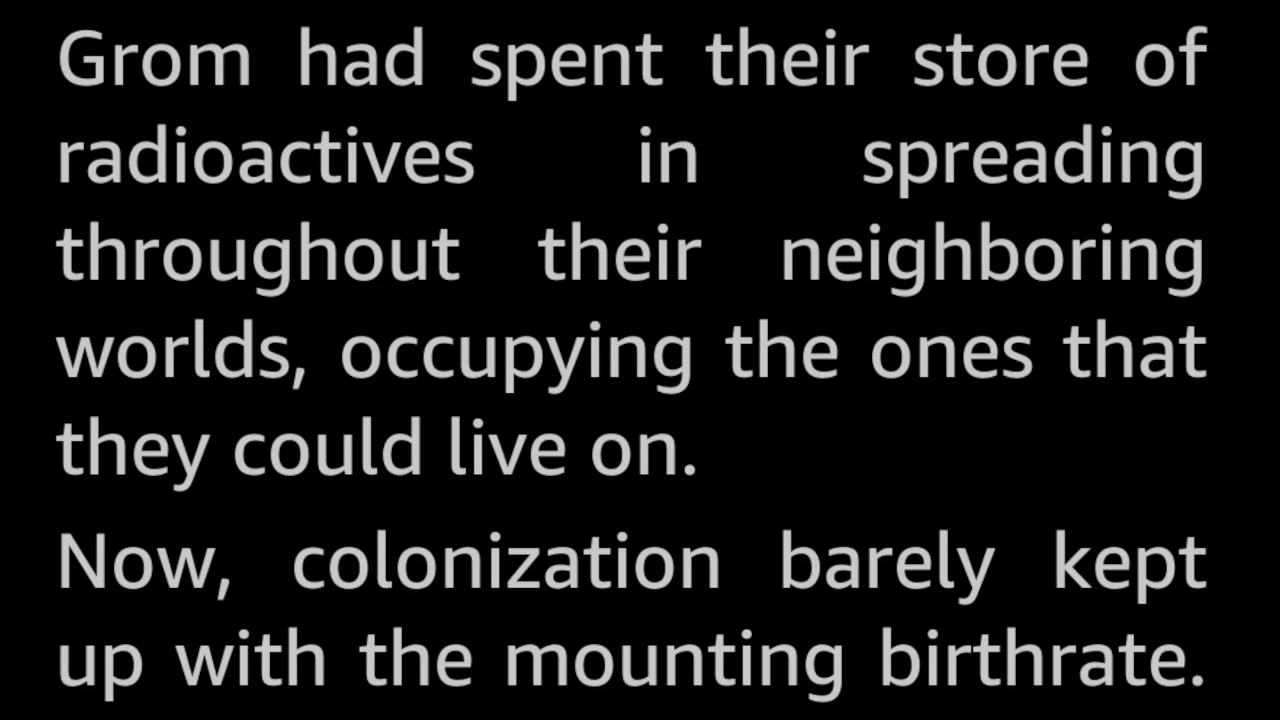 Grom had spent their store of
radioactives in spreading
throughout their neighboring
worlds, occupying the ones that
they could live on.
Now, colonization barely kept
up with the mounting birthrate.